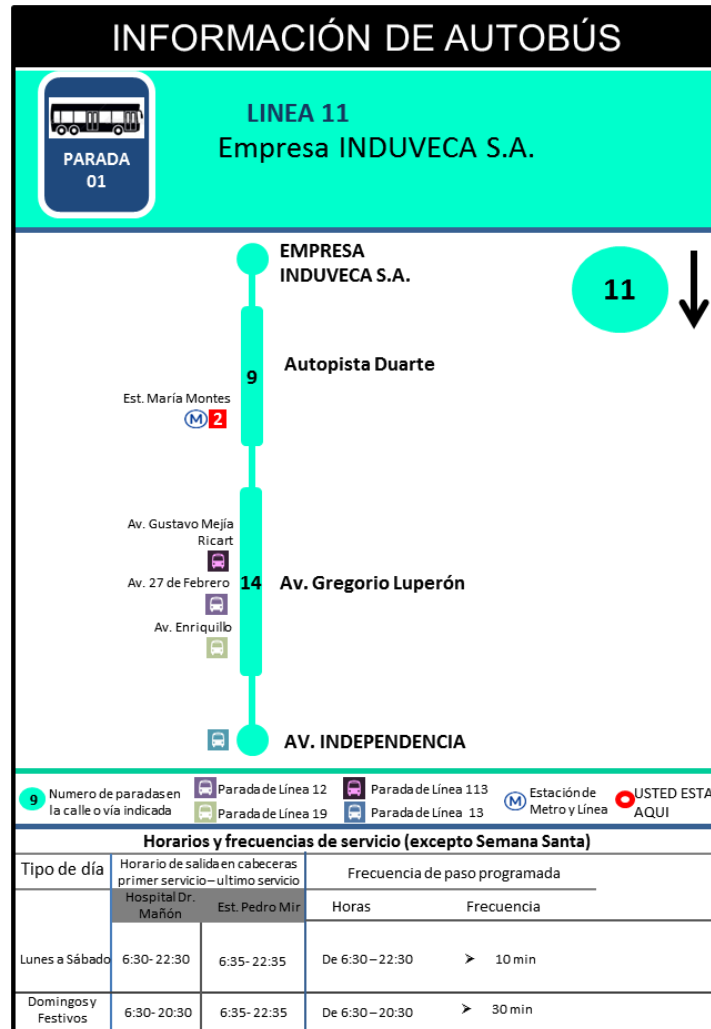 INFORMACIÓN DE AUTOBÚS
PARADA
01
LINEA 11
Empresa INDUVECA S.A.
EMPRESA
INDUVECA S.A.
11
9
Autopista Duarte
Est. María Montes
M 2
Av. Gustavo Mejía
Ricart
Av. 27 de Febrero
14
Av. Gregorio Luperón
Av. Enriquillo
AV. INDEPENDENCIA
9
Numero de paradas en
la calle o vía indicada
Parada de Línea 12
Parada de Línea 19
Parada de Línea 113
Parada de Línea 13
M
Estación de
Metro y Línea
USTED ESTA
AQUI
Horarios y frecuencias de servicio (excepto Semana Santa)
Tipo de día
Horario de salida en cabeceras
primer servicio – ultimo servicio
Frecuencia de paso programada
Hospital Dr.
Mañón
Est. Pedro Mir
Horas
Frecuencia
Lunes a Sábado
6:30- 22:30
6:35- 22:35
De 6:30 – 22:30
10 min
Domingos y
Festivos
6:30- 20:30
6:35- 22:35
De 6:30 – 20:30
30 min